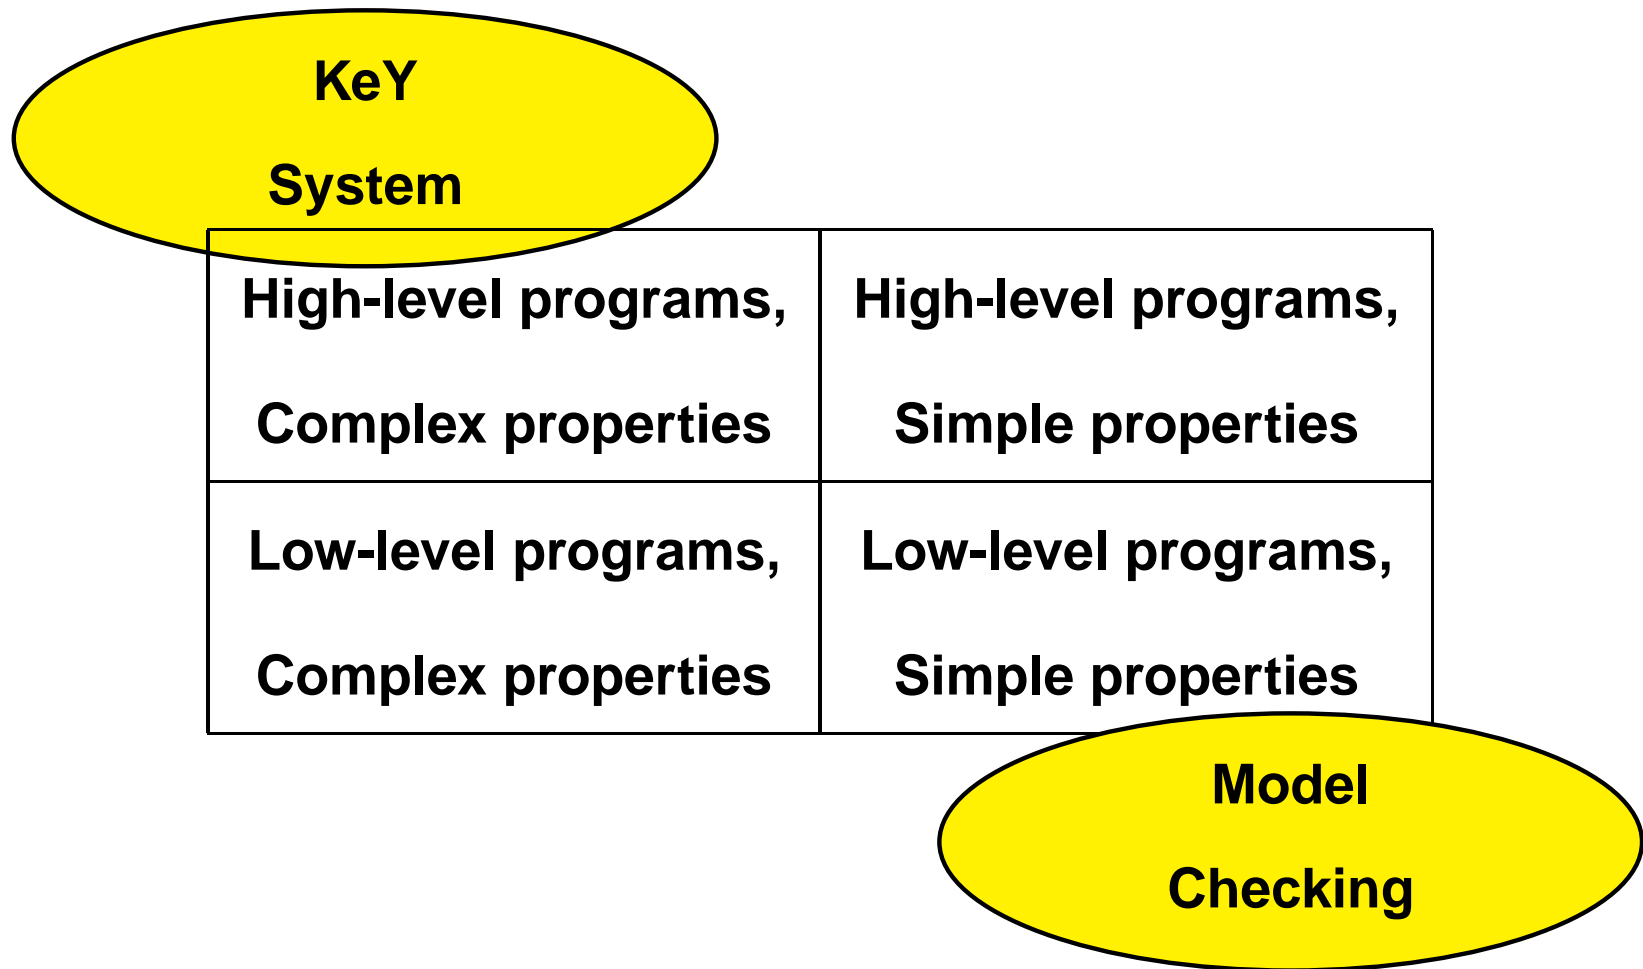 KeY
System
High-level programs,
Complex properties
High-level programs,
Simple properties
Low-level programs,
Complex properties
Low-level programs,
Simple properties
Model
Checking